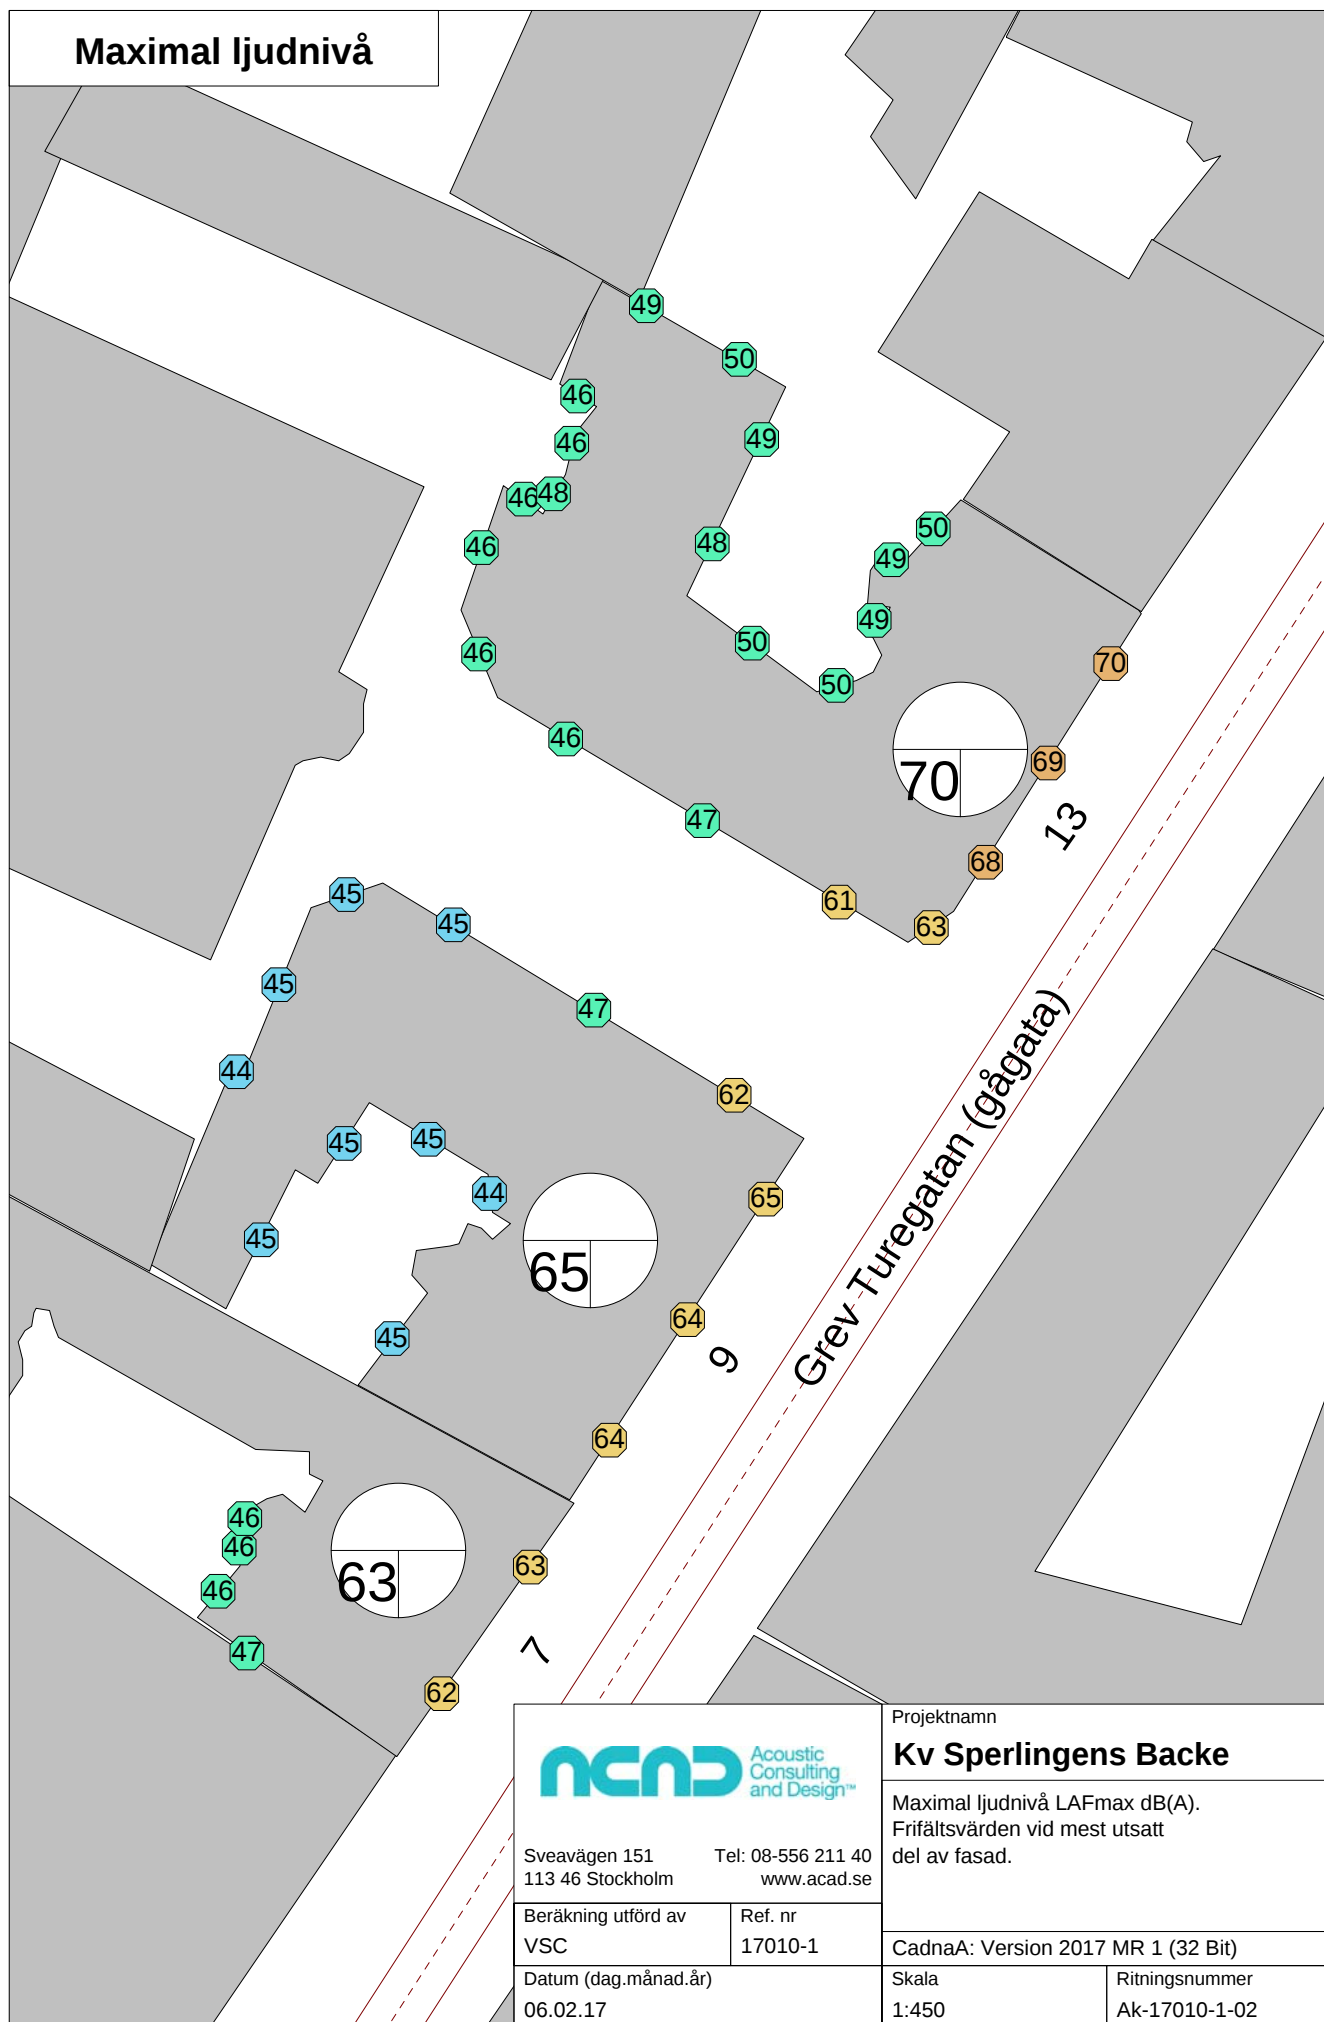 Maximal ljudnivå
49
50
46
49
46
46 48
50
48
49
46
49
50
46
70
50
46
69
70
47
13
68
45
61
45
63
45
47
44
62
45
45
44
65
45
65
Grev Turegatan (gågata)
64
45
9
64
46
46
63
63
46
47
7
62
ACAD Acoustic
Consulting
and Design™
Sveavägen 151 Tel: 08-556 211 40
113 46 Stockholm www.acad.se
Projektnamn
Kv Sperlingens Backe
Maximal ljudnivå LAFmax dB(A).
Frifältsvärden vid mest utsatt
del av fasad.
Beräkning utförd av Ref. nr
VSC 17010-1
CadnaA: Version 2017 MR 1 (32 Bit)
Datum (dag.månad.år)
06.02.17
Skala Ritningsnummer
1:450 Ak-17010-1-02